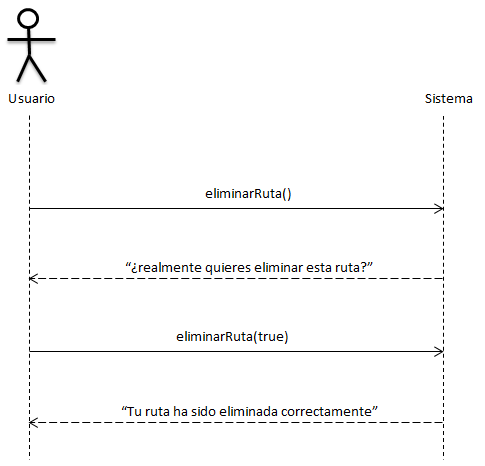 Usuario
Sistema
eliminarRuta()
“¿realmente quieres eliminar esta ruta?”
eliminarRuta(true)
“Tu ruta ha sido eliminada correctamente”